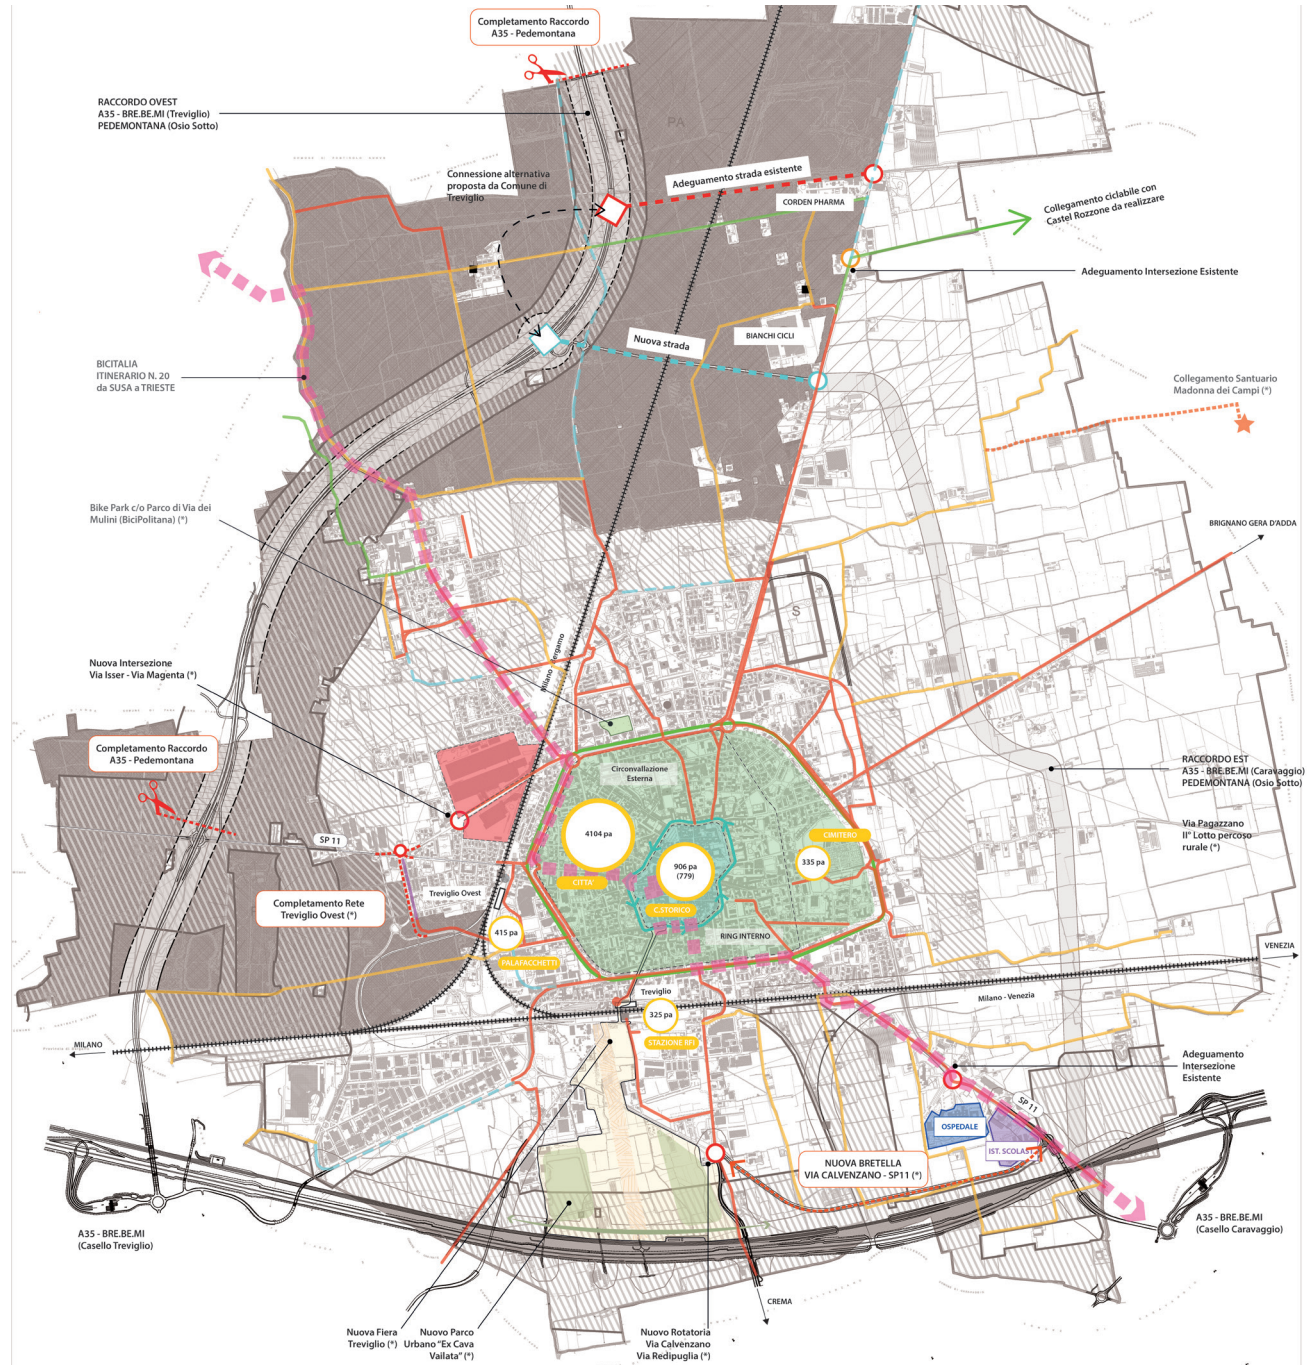 Completamento Raccordo
A35 - Pedemontana
RACCORDO OVEST
A35 - BRE.BE.MI (Treviglio)
PEDEMONTANA (Osio Sotto)
PA
Connessione alternativa
proposta da Comune di
Treviglio
Adeguamento strada esistente
CORDEN PHARMA
Collegamento ciclabile con
Castel Rozzone da realizzare
Adeguamento Intersezione Esistente
Nuova strada
BIANCHI CICLI
BICITALIA
ITINERARIO N. 20
da SUSA a TRIESTE
Collegamento Santuario
Madonna dei Campi (*)
Bike Park c/o Parco di Via dei
Mulini (BiciPolitana) (*)
BRIGNANO GERA D'ADDA
S
Milano - Bergamo
Nuova Intersezione
Via Isser - Via Magenta (*)
Completamento Raccordo
A35 - Pedemontana
Circonvallazione
Esterna
RACCORDO EST
A35 - BRE.BE.MI (Caravaggio)
PEDEMONTANA (Osio Sotto)
SP 11
4104 pa
CITTA'
906 pa
(779)
C.STORICO
CIMITERO
335 pa
Via Pagazzano
II° Lotto percoso
rurale (*)
Treviglio Ovest
Completamento Rete
Treviglio Ovest (*)
415 pa
PALAFACCHETTI
RING INTERNO
VENEZIA
Treviglio
Milano - Venezia
325 pa
STAZIONE RFI
MILANO
Adeguamento
Intersezione
Esistente
SP 11
OSPEDALE
IST. SCOLAST.
NUOVA BRETELLA
VIA CALVENZANO - SP11 (*)
A35 - BRE.BE.MI
(Casello Treviglio)
A35 - BRE.BE.MI
(Casello Caravaggio)
CREMA
Nuova Fiera
Treviglio (*)
Nuovo Parco
Urbano "Ex Cava
Vailata" (*)
Nuovo Rotatoria
Via Calvenzano
Via Redipuglia (*)